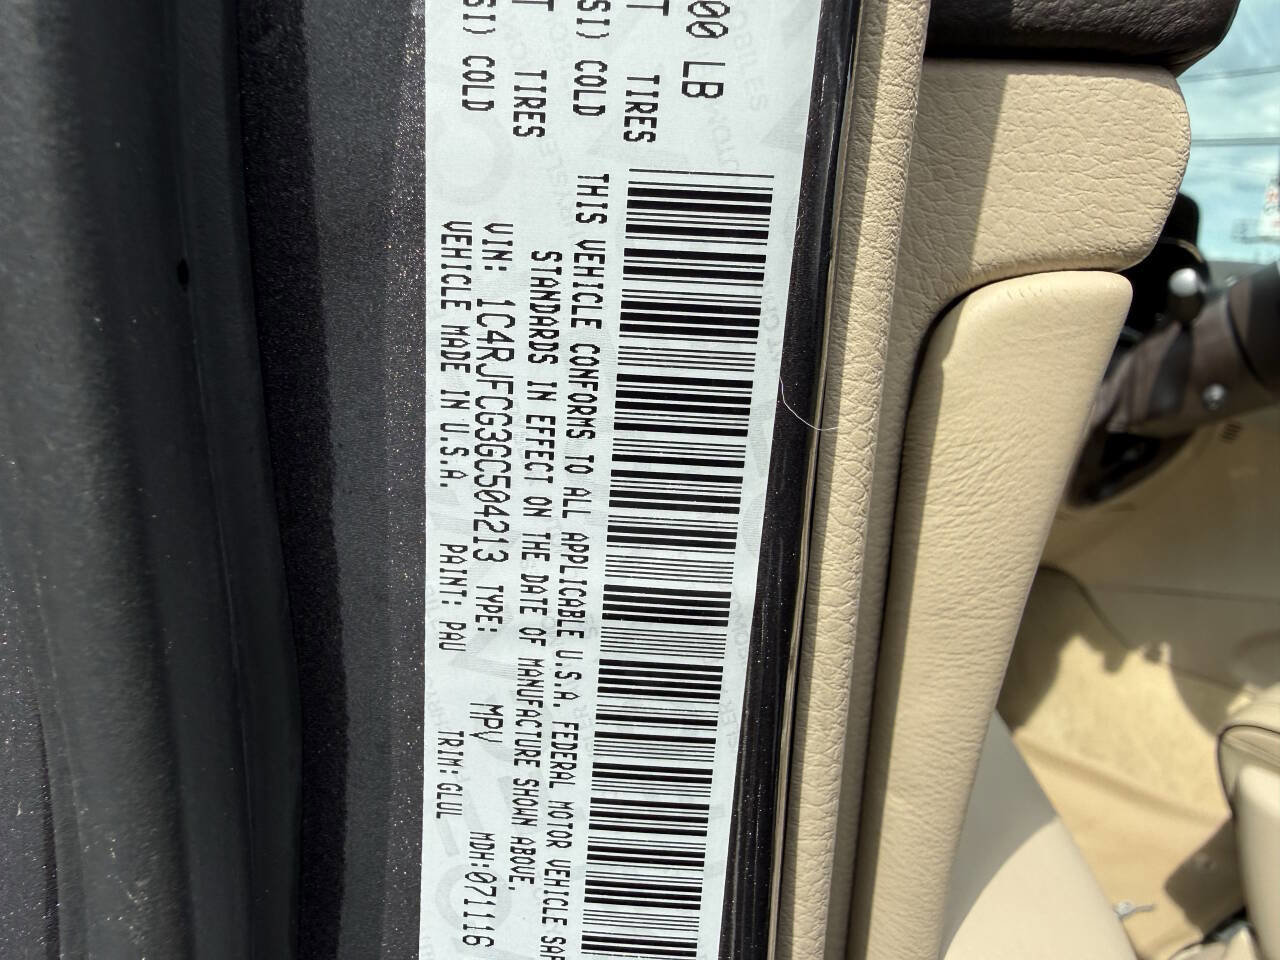 00 LB
T TIRES
SI) COLD
T TIRES
SI) COLD
THIS VEHICLE CONFORMS TO ALL APPLICABLE U.S.A. FEDERAL MOTOR VEHICLE SAF
STANDARDS IN EFFECT ON THE DATE OF MANUFACTURE SHOWN ABOVE.
VIN: 1C4RJFCG3GC504213 TYPE: MPV MDH:071116
VEHICLE MADE IN U.S.A. PAINT: PAU TRIM: GLUL